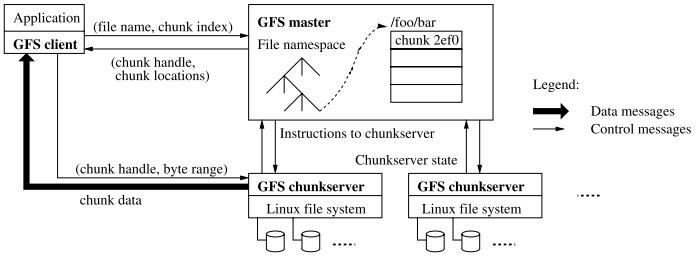 Application
GFS client
(file name, chunk index)
(chunk handle,
chunk locations)
GFS master
File namespace
/foo/bar
chunk 2ef0
Legend:
Data messages
Control messages
Instructions to chunkserver
Chunkserver state
(chunk handle, byte range)
chunk data
GFS chunkserver
Linux file system
GFS chunkserver
Linux file system